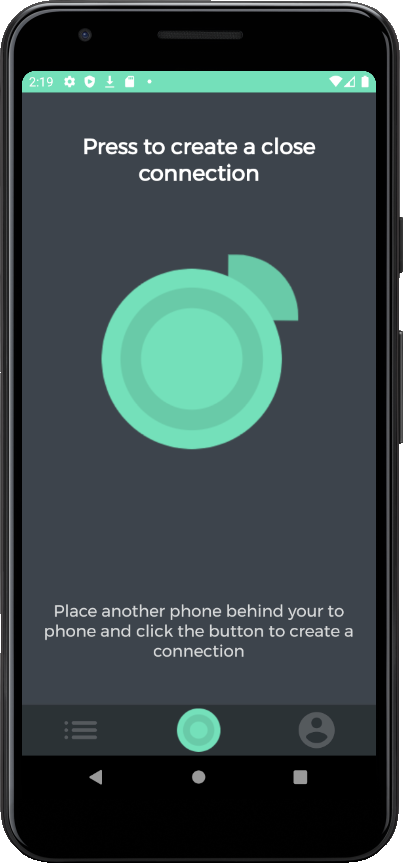 2:19
Press to create a close
connection
Place another phone behind your to
phone and click the button to create a
connection